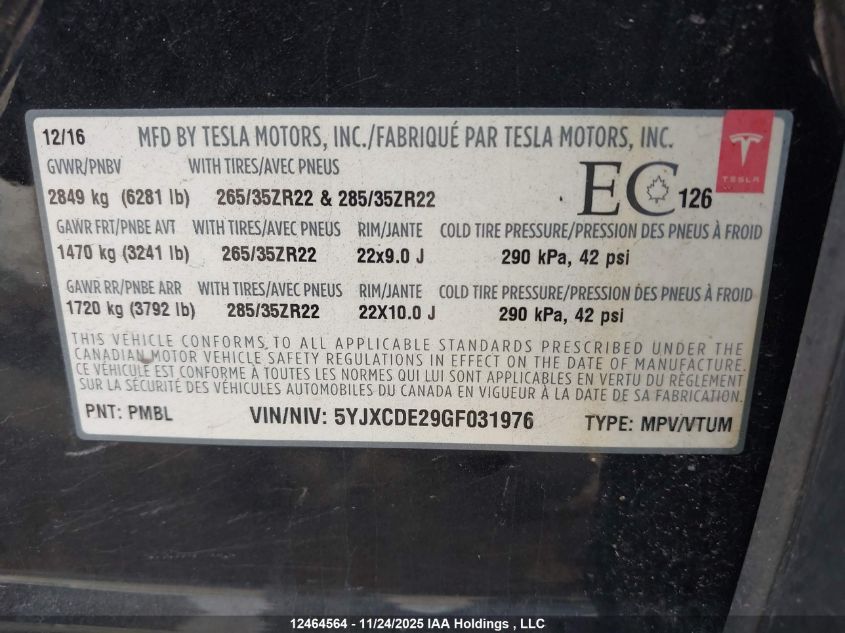 12/16 MFD BY TESLA MOTORS, INC./FABRIQUÉ PAR TESLA MOTORS, INC.
GVWR/PNBV WITH TIRES/AVEC PNEUS
2849 kg (6281 lb) 265/35ZR22 & 285/35ZR22 EC 126 TESLA
GAWR FRT/PNBE AVT WITH TIRES/AVEC PNEUS RIM/JANTE COLD TIRE PRESSURE/PRESSION DES PNEUS À FROID
1470 kg (3241 lb) 265/35ZR22 22x9.0 J 290 kPa, 42 psi
GAWR RR/PNBE ARR WITH TIRES/AVEC PNEUS RIM/JANTE COLD TIRE PRESSURE/PRESSION DES PNEUS À FROID
1720 kg (3792 lb) 285/35ZR22 22X10.0 J 290 kPa, 42 psi
THIS VEHICLE CONFORMS TO ALL APPLICABLE STANDARDS PRESCRIBED UNDER THE
CANADIAN MOTOR VEHICLE SAFETY REGULATIONS IN EFFECT ON THE DATE OF MANUFACTURE.
CE VÉHICULE EST CONFORME À TOUTES LES NORMES QUI LUI SONT APPLICABLES EN VERTU DU RÈGLEMENT
SUR LA SÉCURITÉ DES VÉHICULES AUTOMOBILES DU CANADA EN VIGUEUR À LA DATE DE SA FABRICATION.
PNT: PMBL VIN/NIV: 5YJXCDE29GF031976 TYPE: MPV/VTUM
12464564 - 11/24/2025 IAA Holdings , LLC